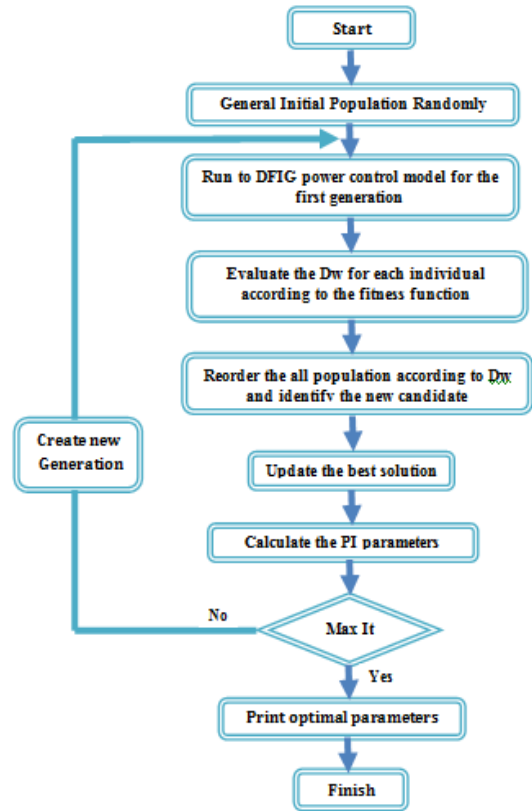 Start
General Initial Population Randomly
Run to DFIG power control model for the
first generation
Evaluate the Dw for each individual
according to the fitness function
Reorder the all population according to Dw
and identify the new candidate
Create new
Generation
Update the best solution
Calculate the PI parameters
No
Max It
Yes
Print optimal parameters
Finish